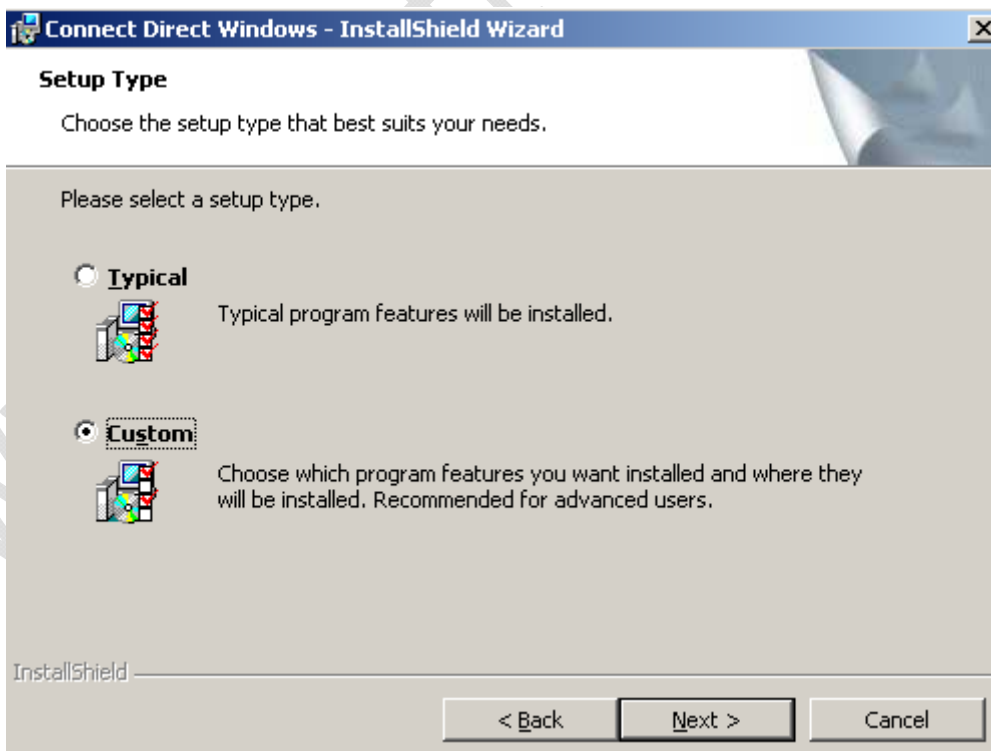 Connect Direct Windows - InstallShield Wizard
Setup Type
Choose the setup type that best suits your needs.
Please select a setup type.
Typical
Typical program features will be installed.
Custom
Choose which program features you want installed and where they
will be installed. Recommended for advanced users.
InstallShield
< Back
Next >
Cancel